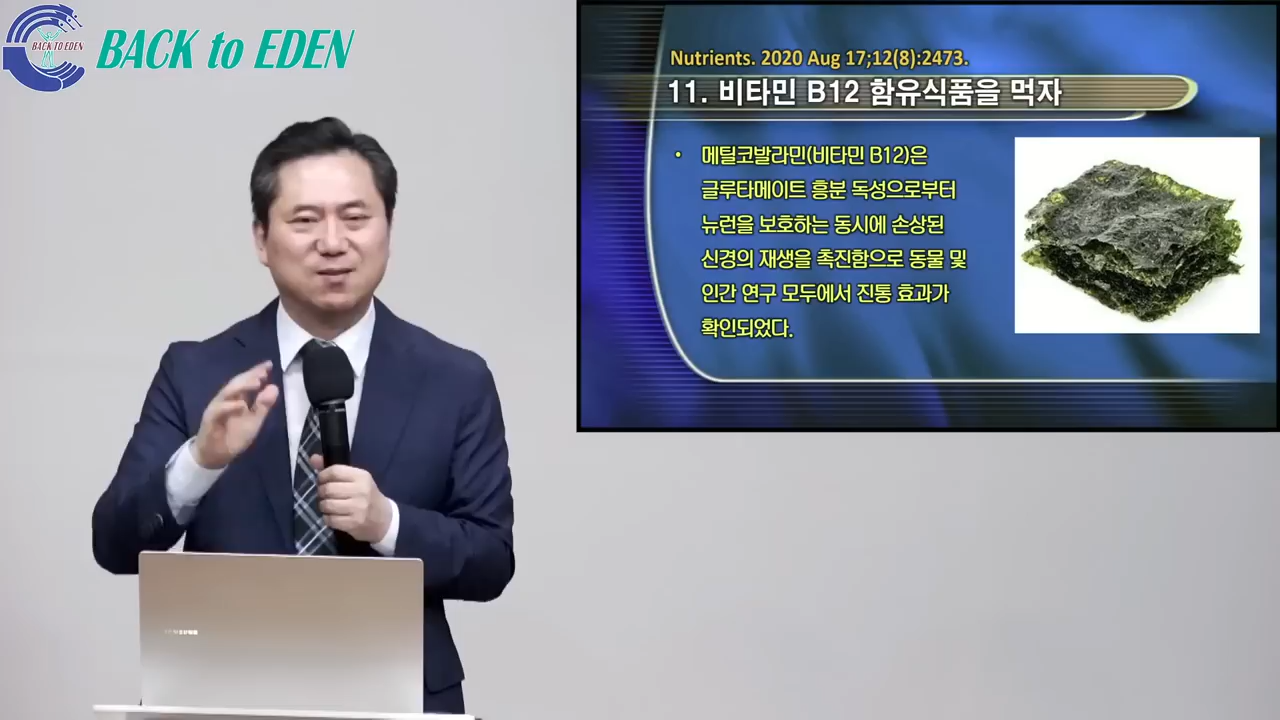 BACK TO EDEN
BACK to EDEN
Nutrients. 2020 Aug 17;12(8):2473.
11. 비타민 B12 함유식품을 먹자
• 메틸코발라민(비타민 B12)은
글루타메이트 흥분 독성으로부터
뉴런을 보호하는 동시에 손상된
신경의 재생을 촉진함으로 동물 및
인간 연구 모두에서 진통 효과가
확인되었다.